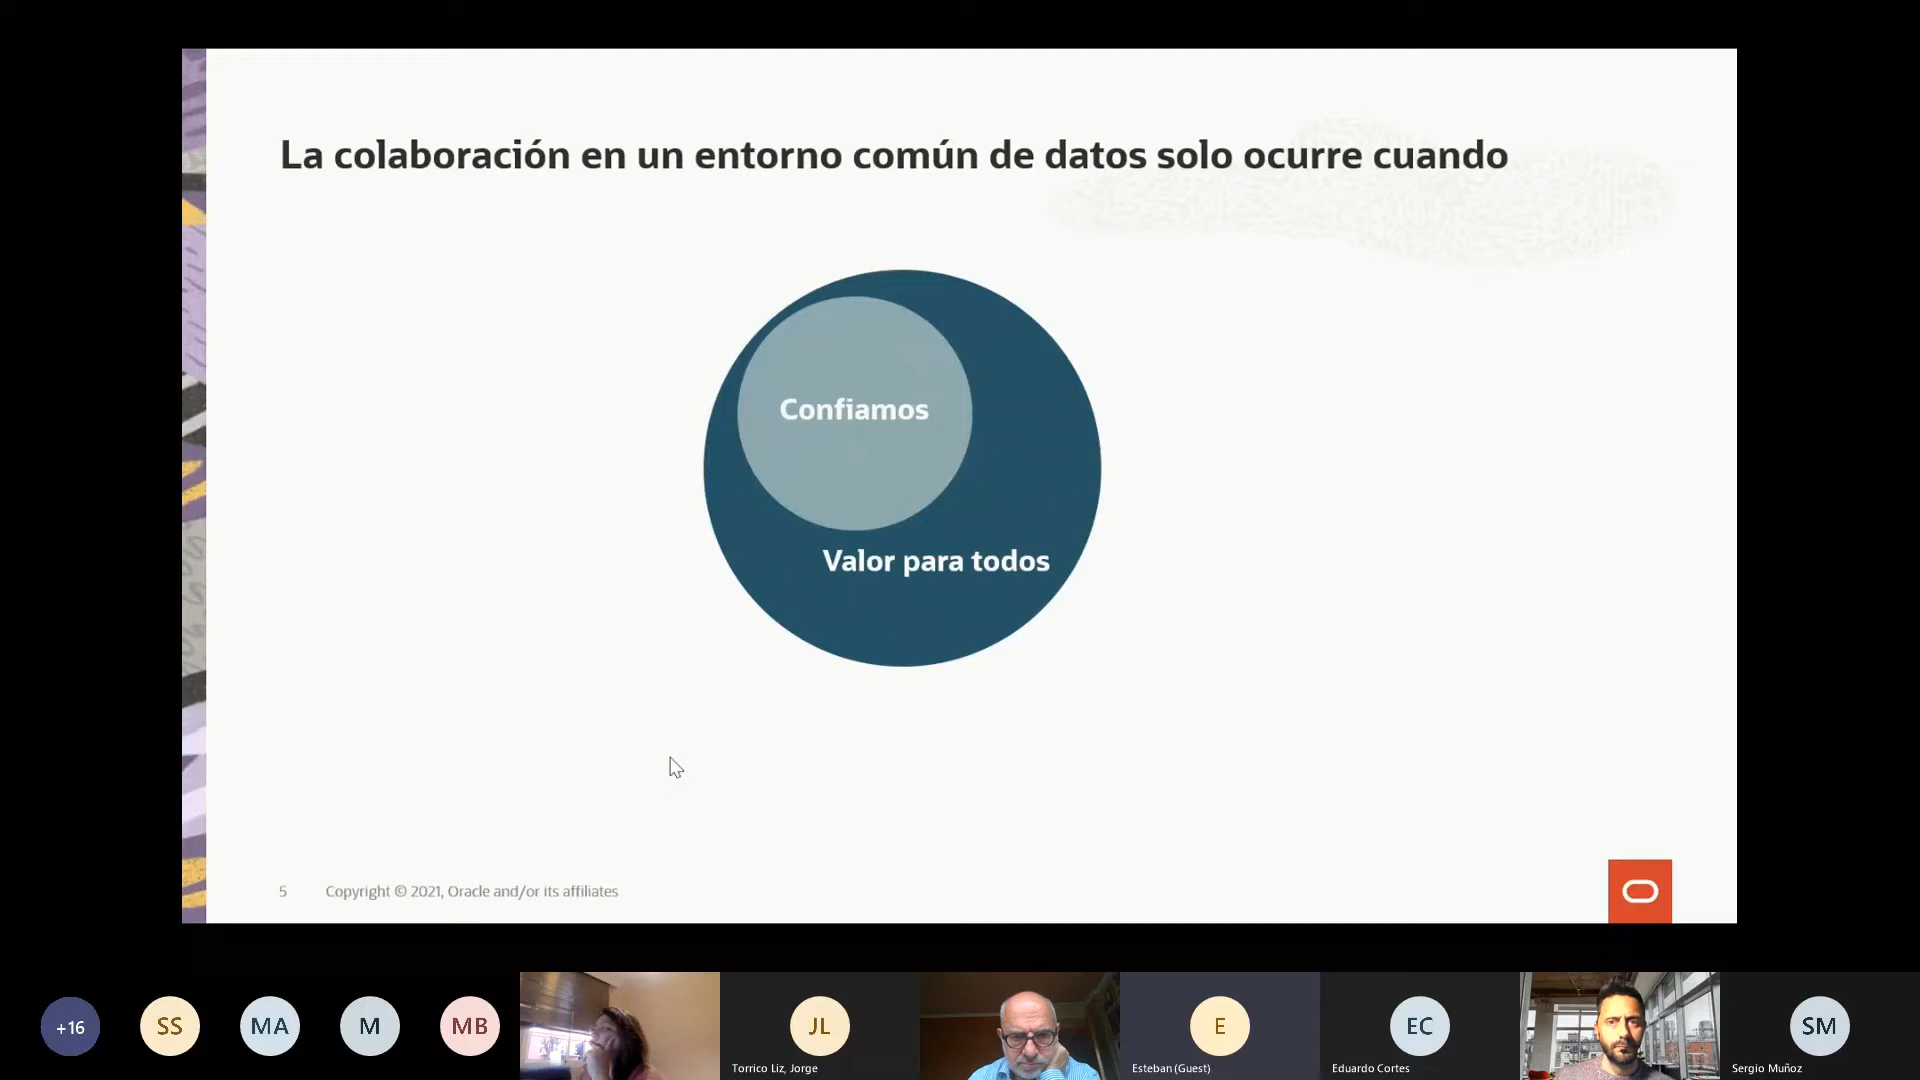 La colaboración en un entorno común de datos solo ocurre cuando
Confiamos
Valor para todos
5
Copyright © 2021, Oracle and/or its affiliates
+16
SS
MA
M
MB
JL
Torrico Liz, Jorge
E
Esteban (Guest)
EC
Eduardo Cortes
SM
Sergio Muñoz